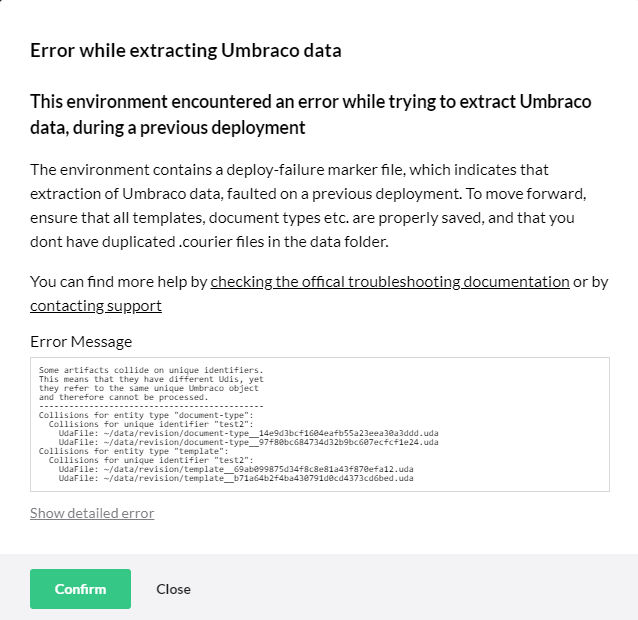 Error while extracting Umbraco data
This environment encountered an error while trying to extract Umbraco
data, during a previous deployment
The environment contains a deploy-failure marker file, which indicates that
extraction of Umbraco data, faulted on a previous deployment. To move forward,
ensure that all templates, document types etc. are properly saved, and that you
dont have duplicated .courier files in the data folder.
You can find more help by checking the offical troubleshooting documentation or by
contacting support
Error Message
Some artifacts collide on unique identifiers.
This means that they have different Udis, yet
they refer to the same unique Umbraco object
and therefore cannot be processed.
---------------------------------------------
Collisions for entity type "document-type":
Collisions for unique identifier "test2":
UdaFile: ~/data/revision/document-type__14e9d3bcf1604eafb55a23eea30a3ddd.uda
UdaFile: ~/data/revision/document-type__97f80bc684734d32b9bc607ecfcf1e24.uda
Collisions for entity type "template":
Collisions for unique identifier "test2":
UdaFile: ~/data/revision/template__69ab099875d34f8c8e81a43f870efa12.uda
UdaFile: ~/data/revision/template__b71a64b2f4ba430791d0cd4373cd6bed.uda
Show detailed error
Confirm
Close